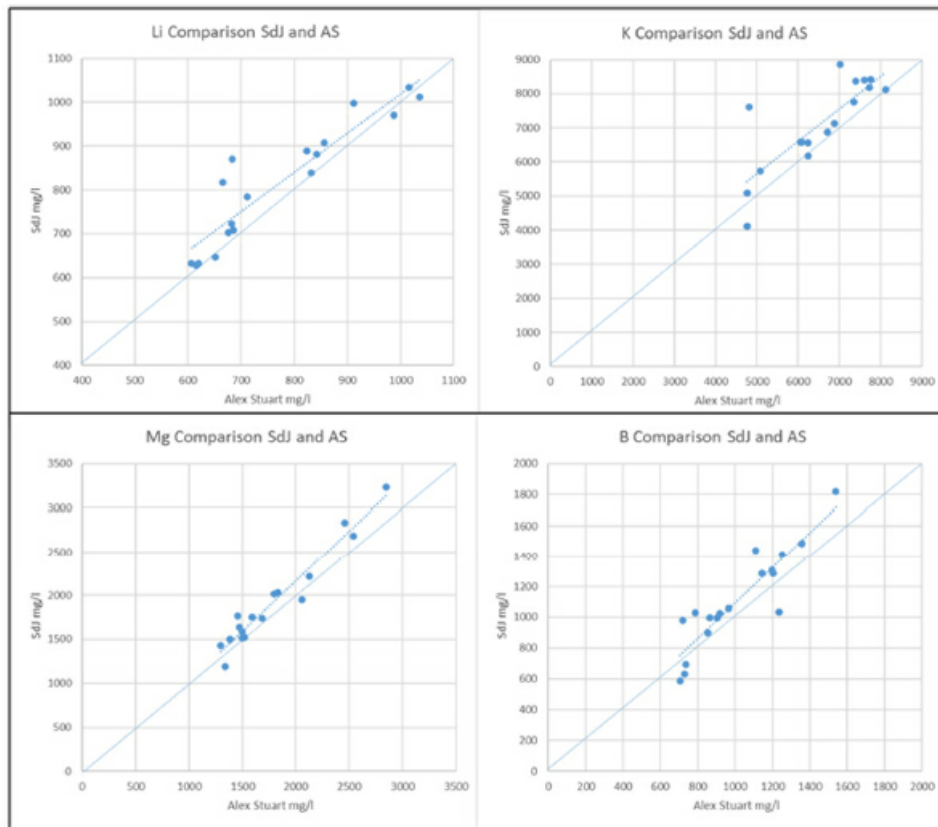 Li Comparison SdJ and AS
1100
1000
900
800
700
600
500
400
SdJ mg/l
400 500 600 700 800 900 1000 1100
Alex Stuart mg/l
K Comparison SdJ and AS
9000
8000
7000
6000
5000
4000
3000
2000
1000
0
SdJ mg/l
0 1000 2000 3000 4000 5000 6000 7000 8000 9000
Alex Stuart mg/l
Mg Comparison SdJ and AS
3500
3000
2500
2000
1500
1000
500
0
SdJ mg/l
0 500 1000 1500 2000 2500 3000 3500
Alex Stuart mg/l
B Comparison SdJ and AS
2000
1800
1600
1400
1200
1000
800
600
400
200
0
SdJ mg/l
0 200 400 600 800 1000 1200 1400 1600 1800 2000
Alex Stuart mg/l